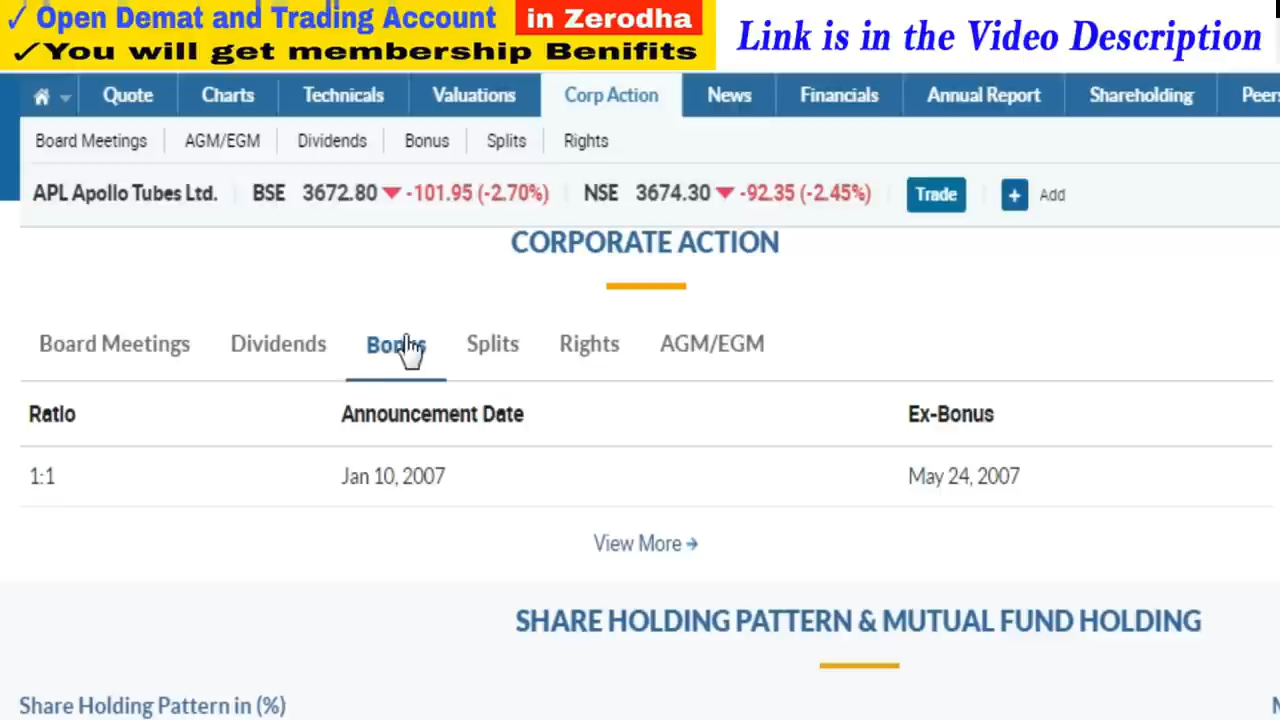 ✓ Open Demat and Trading Account in Zerodha
✓You will get membership Benifits
Link is in the Video Description
Quote Charts Technicals Valuations Corp Action News Financials Annual Report Shareholding Peers
Board Meetings AGM/EGM Dividends Bonus Splits Rights
APL Apollo Tubes Ltd. BSE 3672.80 -101.95 (-2.70%) NSE 3674.30 -92.35 (-2.45%) Trade + Add
CORPORATE ACTION
Board Meetings Dividends Bonus Splits Rights AGM/EGM
Ratio Announcement Date Ex-Bonus
1:1 Jan 10, 2007 May 24, 2007
View More
SHARE HOLDING PATTERN & MUTUAL FUND HOLDING
Share Holding Pattern in (%)